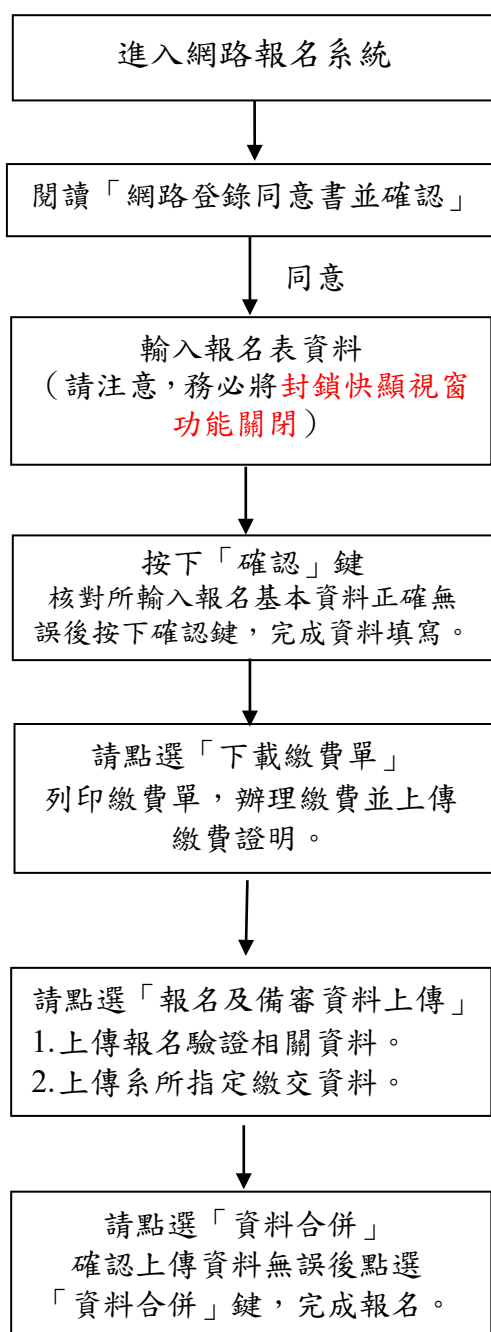 進入網路報名系統
閱讀「網路登錄同意書並確認」
同意
輸入報名表資料
（請注意，務必將封鎖快顯視窗
功能關閉）
按下「確認」鍵
核對所輸入報名基本資料正確無
誤後按下確認鍵，完成資料填寫。
請點選「下載繳費單」
列印繳費單，辦理繳費並上傳
繳費證明。
請點選「報名及備審資料上傳」
1.上傳報名驗證相關資料。
2.上傳系所指定繳交資料。
請點選「資料合併」
確認上傳資料無誤後點選
「資料合併」鍵，完成報名。